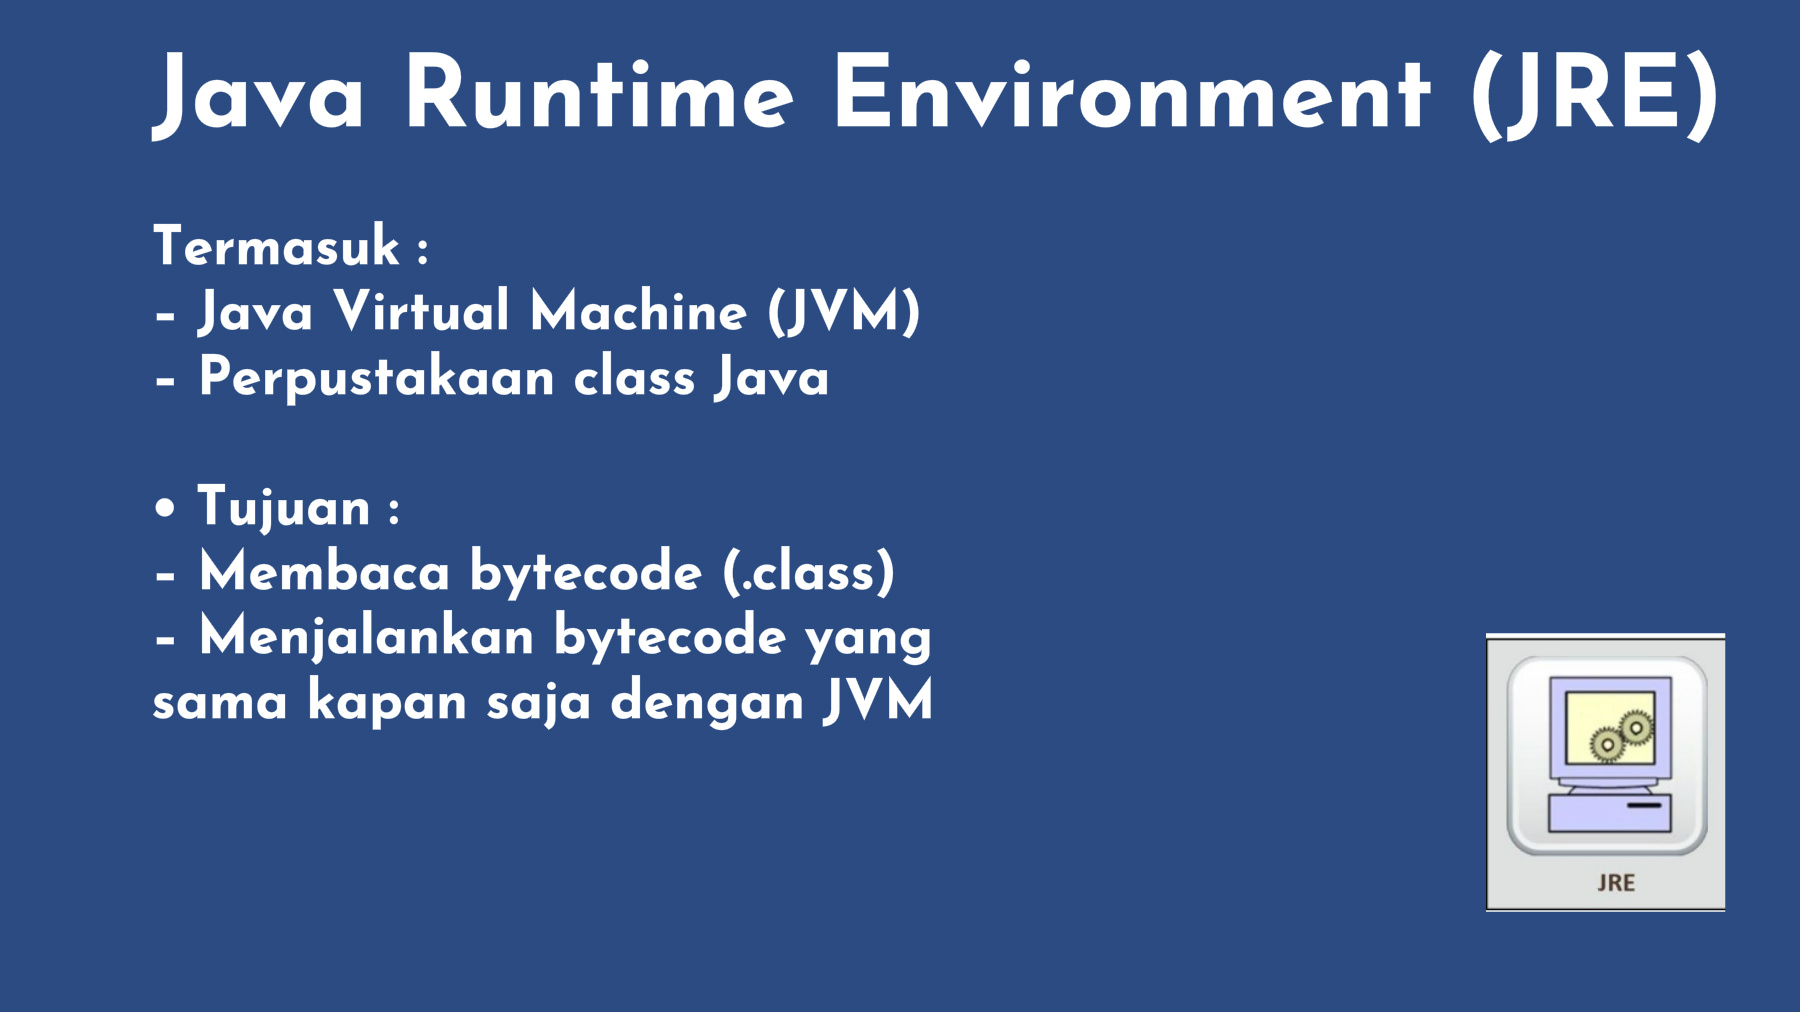 Java Runtime Environment (JRE)
Termasuk :
- Java Virtual Machine (JVM)
- Perpustakaan class Java
• Tujuan :
- Membaca bytecode (.class)
- Menjalankan bytecode yang
sama kapan saja dengan JVM
JRE